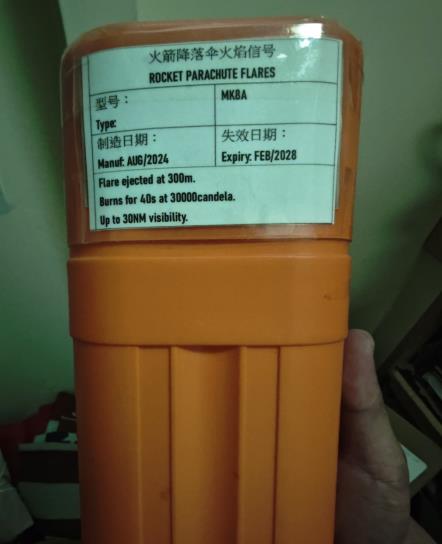 火箭降落伞火焰信号
ROCKET PARACHUTE FLARES
型号：
MK8A
Type:
制造日期：
失效日期：
Manuf: AUG/2024
Expiry: FEB/2028
Flare ejected at 300m.
Burns for 40s at 30000candela.
Up to 30NM visibility.